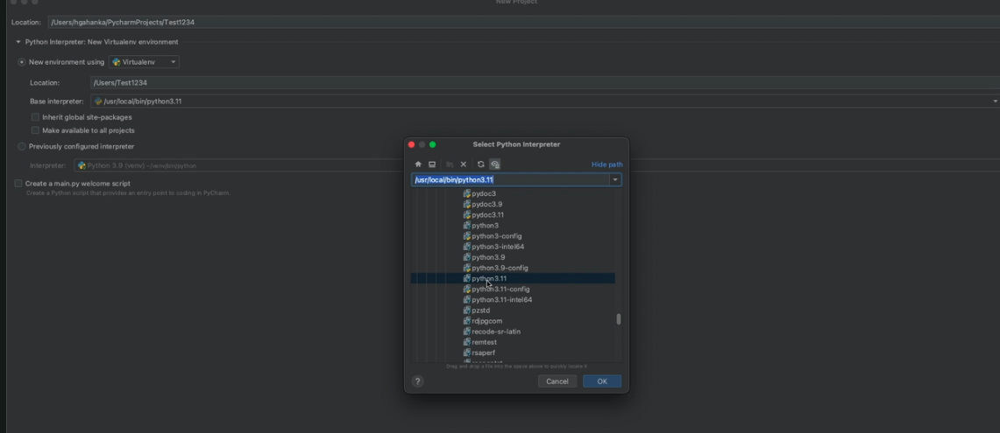 New Project
Location: /Users/hgahanka/PycharmProjects/Test1234
Python Interpreter: New Virtualenv environment
New environment using Virtualenv
Location: /Users/Test1234
Base interpreter: /usr/local/bin/python3.11
Inherit global site-packages
Make available to all projects
Previously configured interpreter
Interpreter: Python 3.9 (venv) ~/venv/bin/python
Create a main.py welcome script
Create a Python script that provides an entry point to coding in PyCharm.
Select Python Interpreter
Hide path
/usr/local/bin/python3.11
pydoc3
pydoc3.9
pydoc3.11
python3
python3-config
python3-intel64
python3.9
python3.9-config
python3.11
python3.11-config
python3.11-intel64
pzstd
rdjpgcom
recode-sr-latin
remtest
rsaperf
Drag and drop a file into the space above to quickly locate it
? Cancel OK